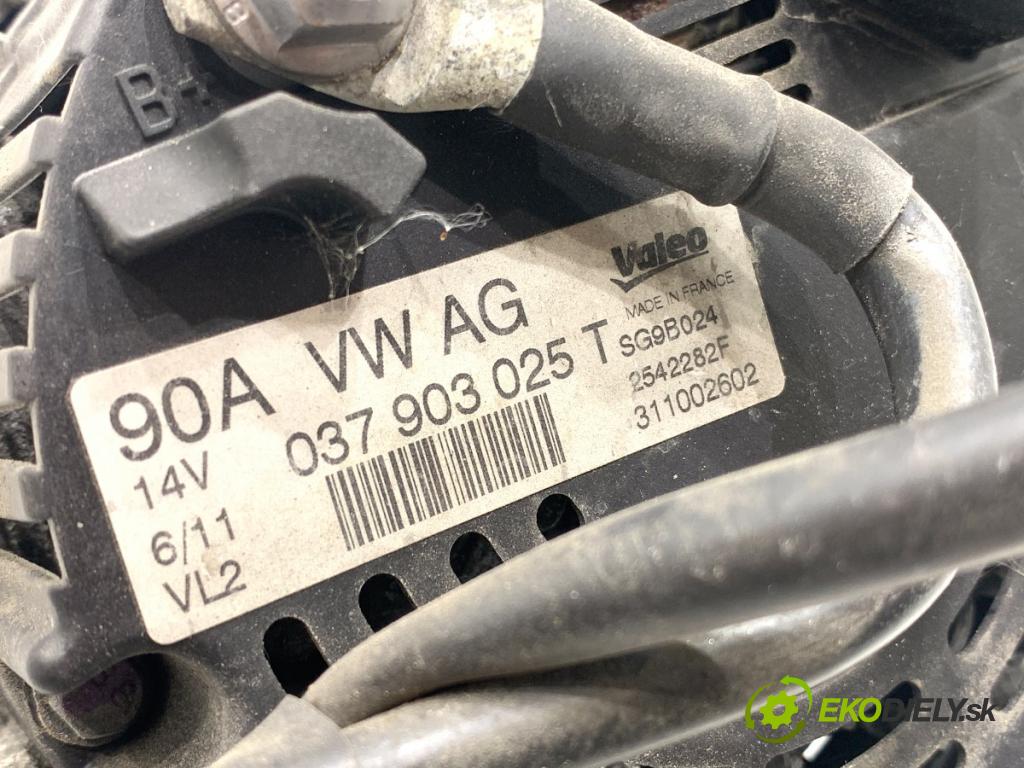 B+
90A VW AG
037 903 025 T
14V
6/11
VL2
Valeo
MADE IN FRANCE
SG9B024
2542282F
311002602
EKODIELY.sk